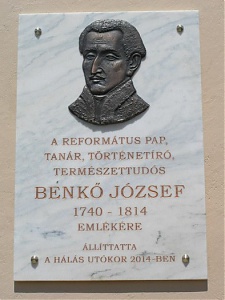 A REFORMÁTUS PAP,
TANÁR, TÖRTÉNETÍRÓ,
TERMÉSZETTUDÓS
BENKŐ JÓZSEF
1740 - 1814
EMLÉKÉRE
ÁLLÍTTATTA
A HÁLÁS UTÓKOR 2014-BEN